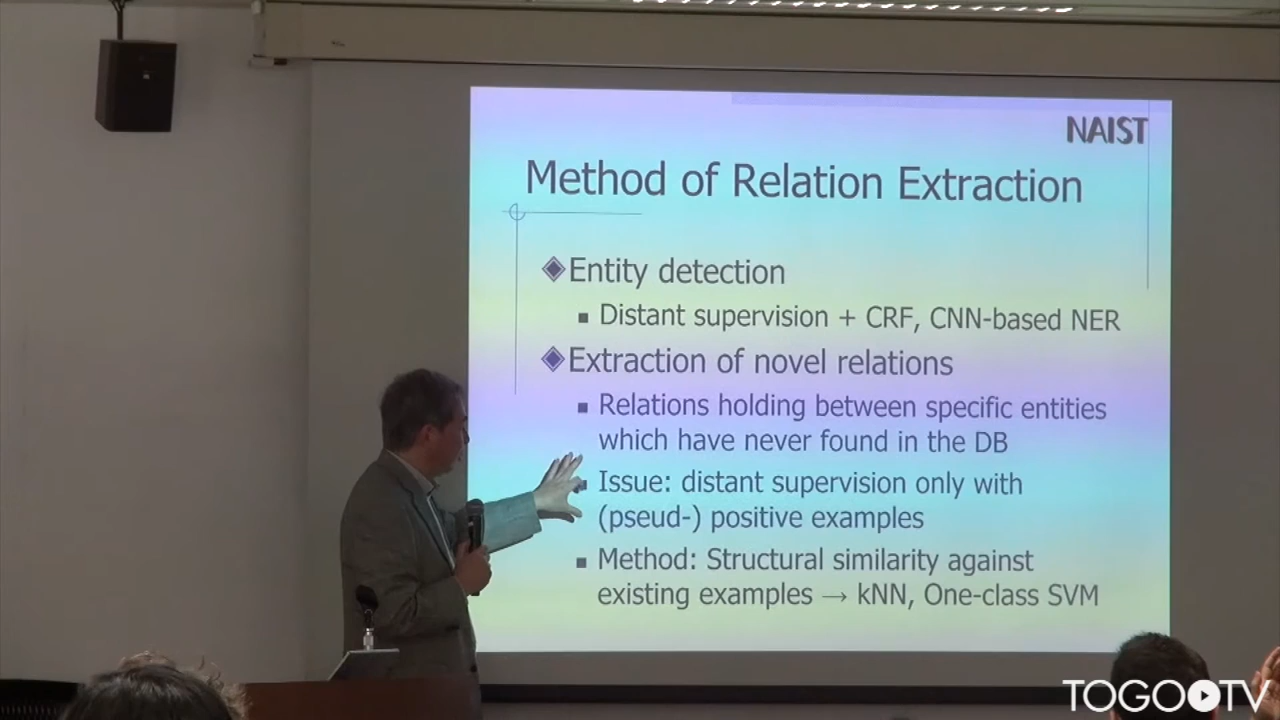 NAIST
Method of Relation Extraction
Entity detection
Distant supervision + CRF, CNN-based NER
Extraction of novel relations
Relations holding between specific entities
which have never found in the DB
Issue: distant supervision only with
(pseud-) positive examples
Method: Structural similarity against
existing examples → kNN, One-class SVM
TOGO TV